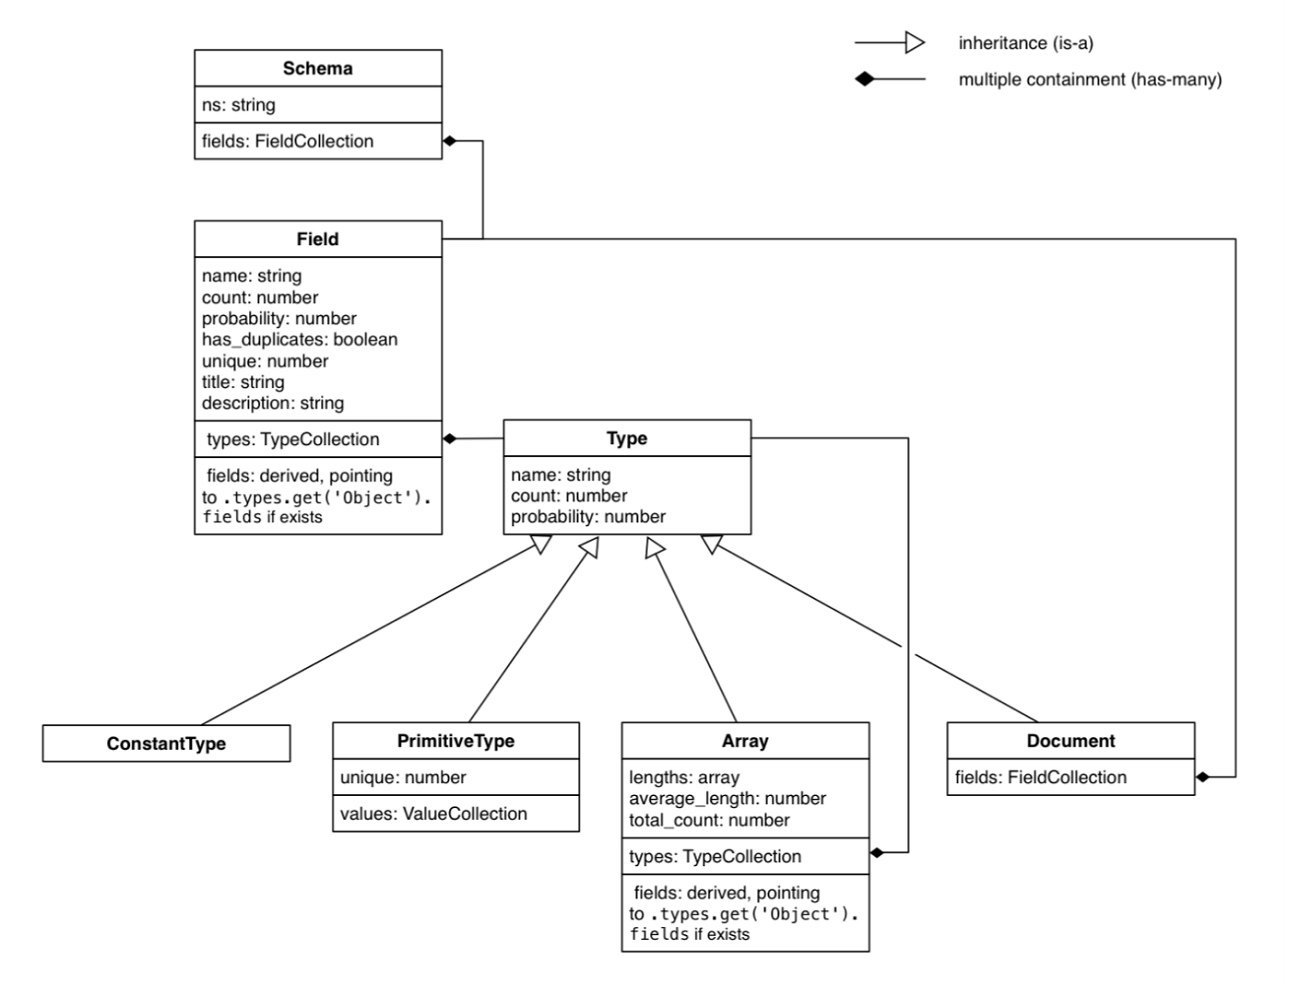 inheritance (is-a)
multiple containment (has-many)
Schema
ns: string
fields: FieldCollection
Field
name: string
count: number
probability: number
has_duplicates: boolean
unique: number
title: string
description: string
types: TypeCollection
fields: derived, pointing
to .types.get('Object').
fields if exists
Type
name: string
count: number
probability: number
ConstantType
PrimitiveType
unique: number
values: ValueCollection
Array
lengths: array
average_length: number
total_count: number
types: TypeCollection
fields: derived, pointing
to .types.get('Object').
fields if exists
Document
fields: FieldCollection